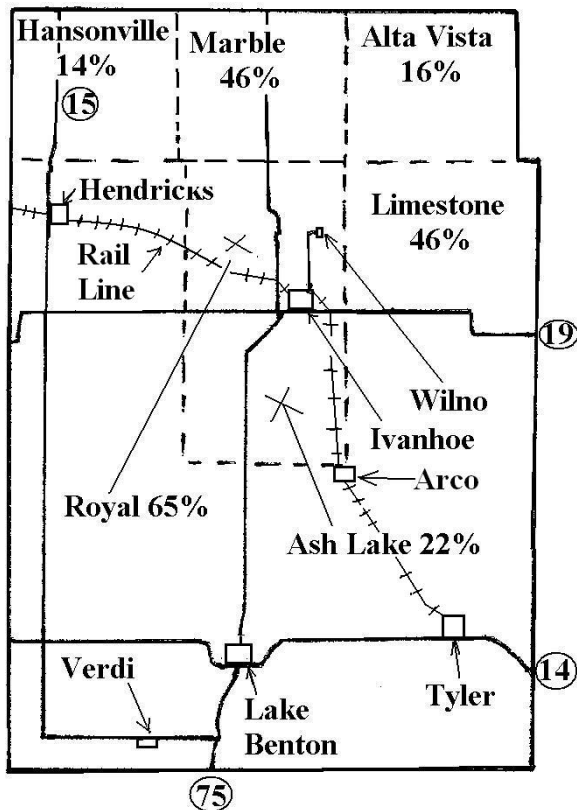 Hansonville
14%
Marble
46%
Alta Vista
16%
15
Hendricks
Rail
Line
Limestone
46%
19
Wilno
Ivanhoe
Arco
Royal 65%
Ash Lake 22%
Verdi
Lake
Benton
Tyler
14
75